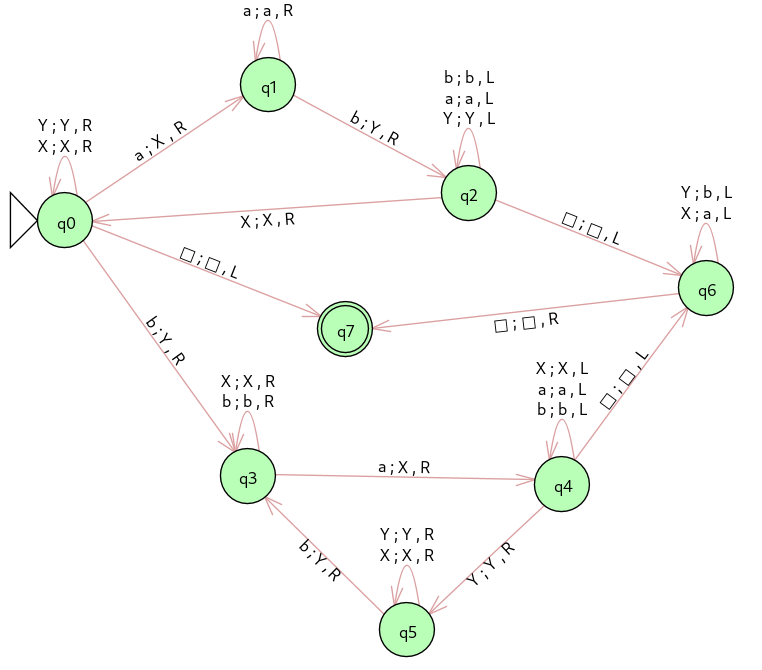 a;a,R
q1
b;b,L
a;a,L
Y;Y,L
q2
Y;Y,R
X;X,R
q0
a;X,R
b;Y,R
X;X,R
□;□,L
□;□,L
Y;b,L
X;a,L
q6
q7
□;□,R
b;Y,R
X;X,R
b;b,R
q3
a;X,R
X;X,L
a;a,L
b;b,L
q4
□;□,L
Y;Y,R
X;X,R
q5
b;Y,R
Y;Y,R